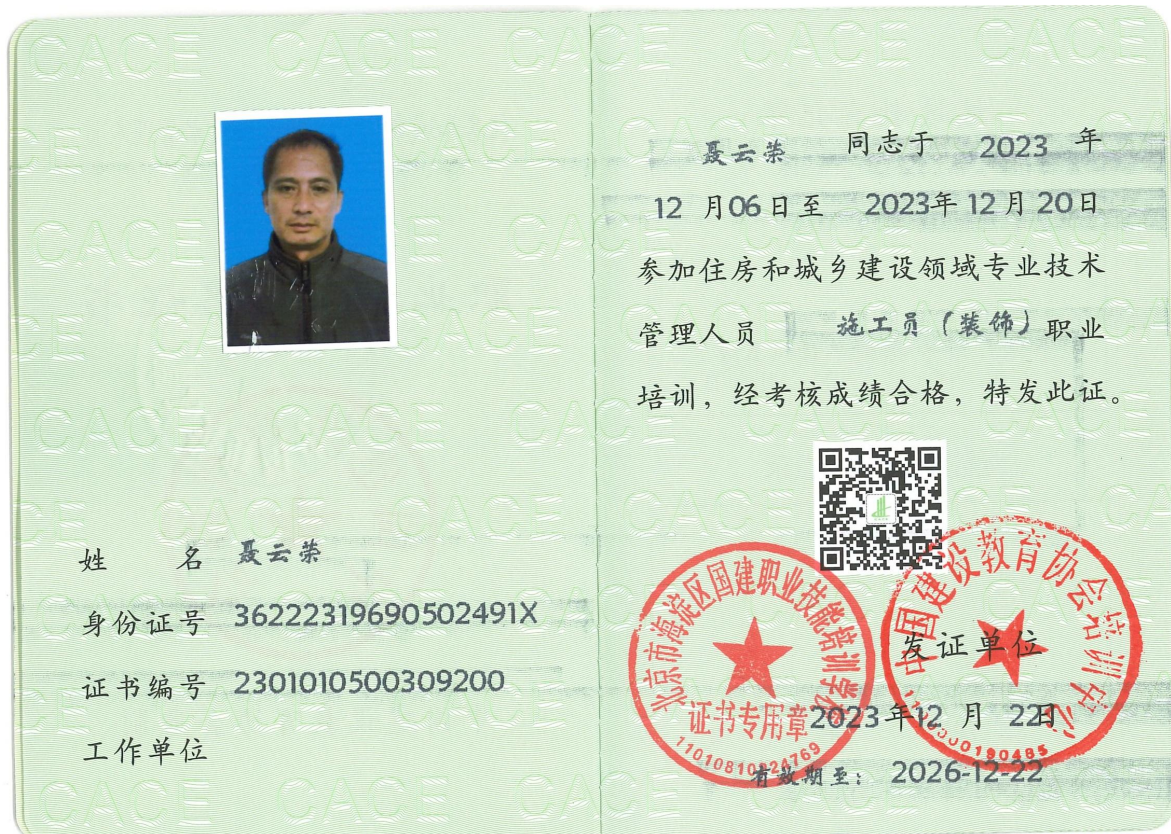 姓 名 聂云荣
身份证号 36222319690502491X
证书编号 2301010500309200
工作单位
聂云荣 同志于 2023 年
12 月06日至 2023年12月20日
参加住房和城乡建设领域专业技术
管理人员 施工员（装饰）职业
培训，经考核成绩合格，特发此证。
北京市海淀区国建职业技能培训学校
证书专用章
中国建设教育协会培训中心
发证单位
2023年12 月 22日
有效期至： 2026-12-22
CACE